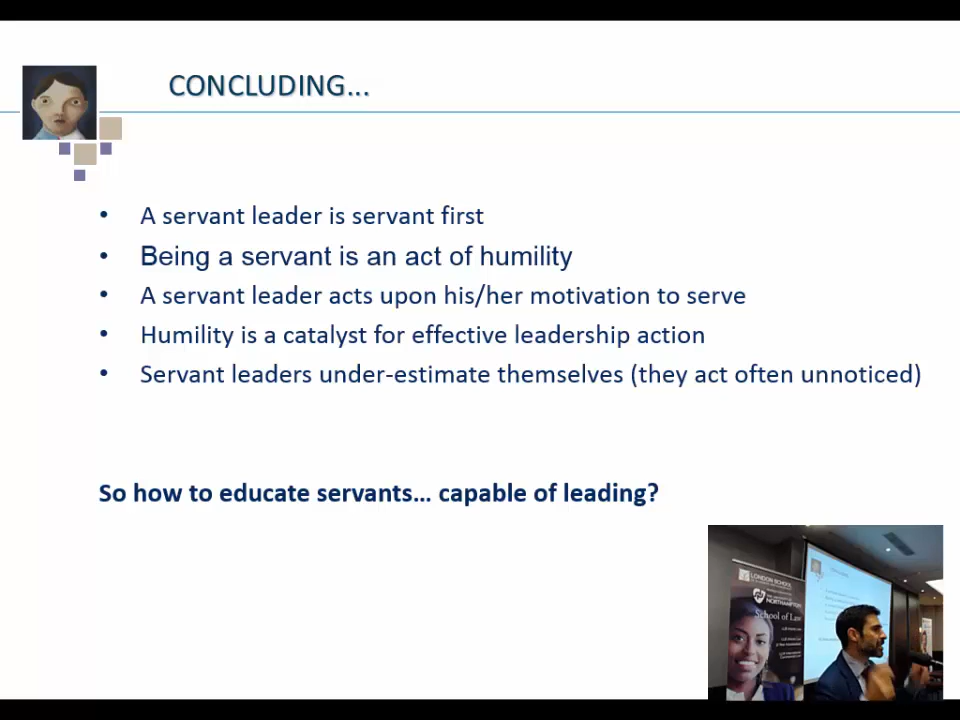 CONCLUDING...
• A servant leader is servant first
• Being a servant is an act of humility
• A servant leader acts upon his/her motivation to serve
• Humility is a catalyst for effective leadership action
• Servant leaders under-estimate themselves (they act often unnoticed)
So how to educate servants... capable of leading?
LONDON SCHOOL
NORTHAMPTON
School of Law